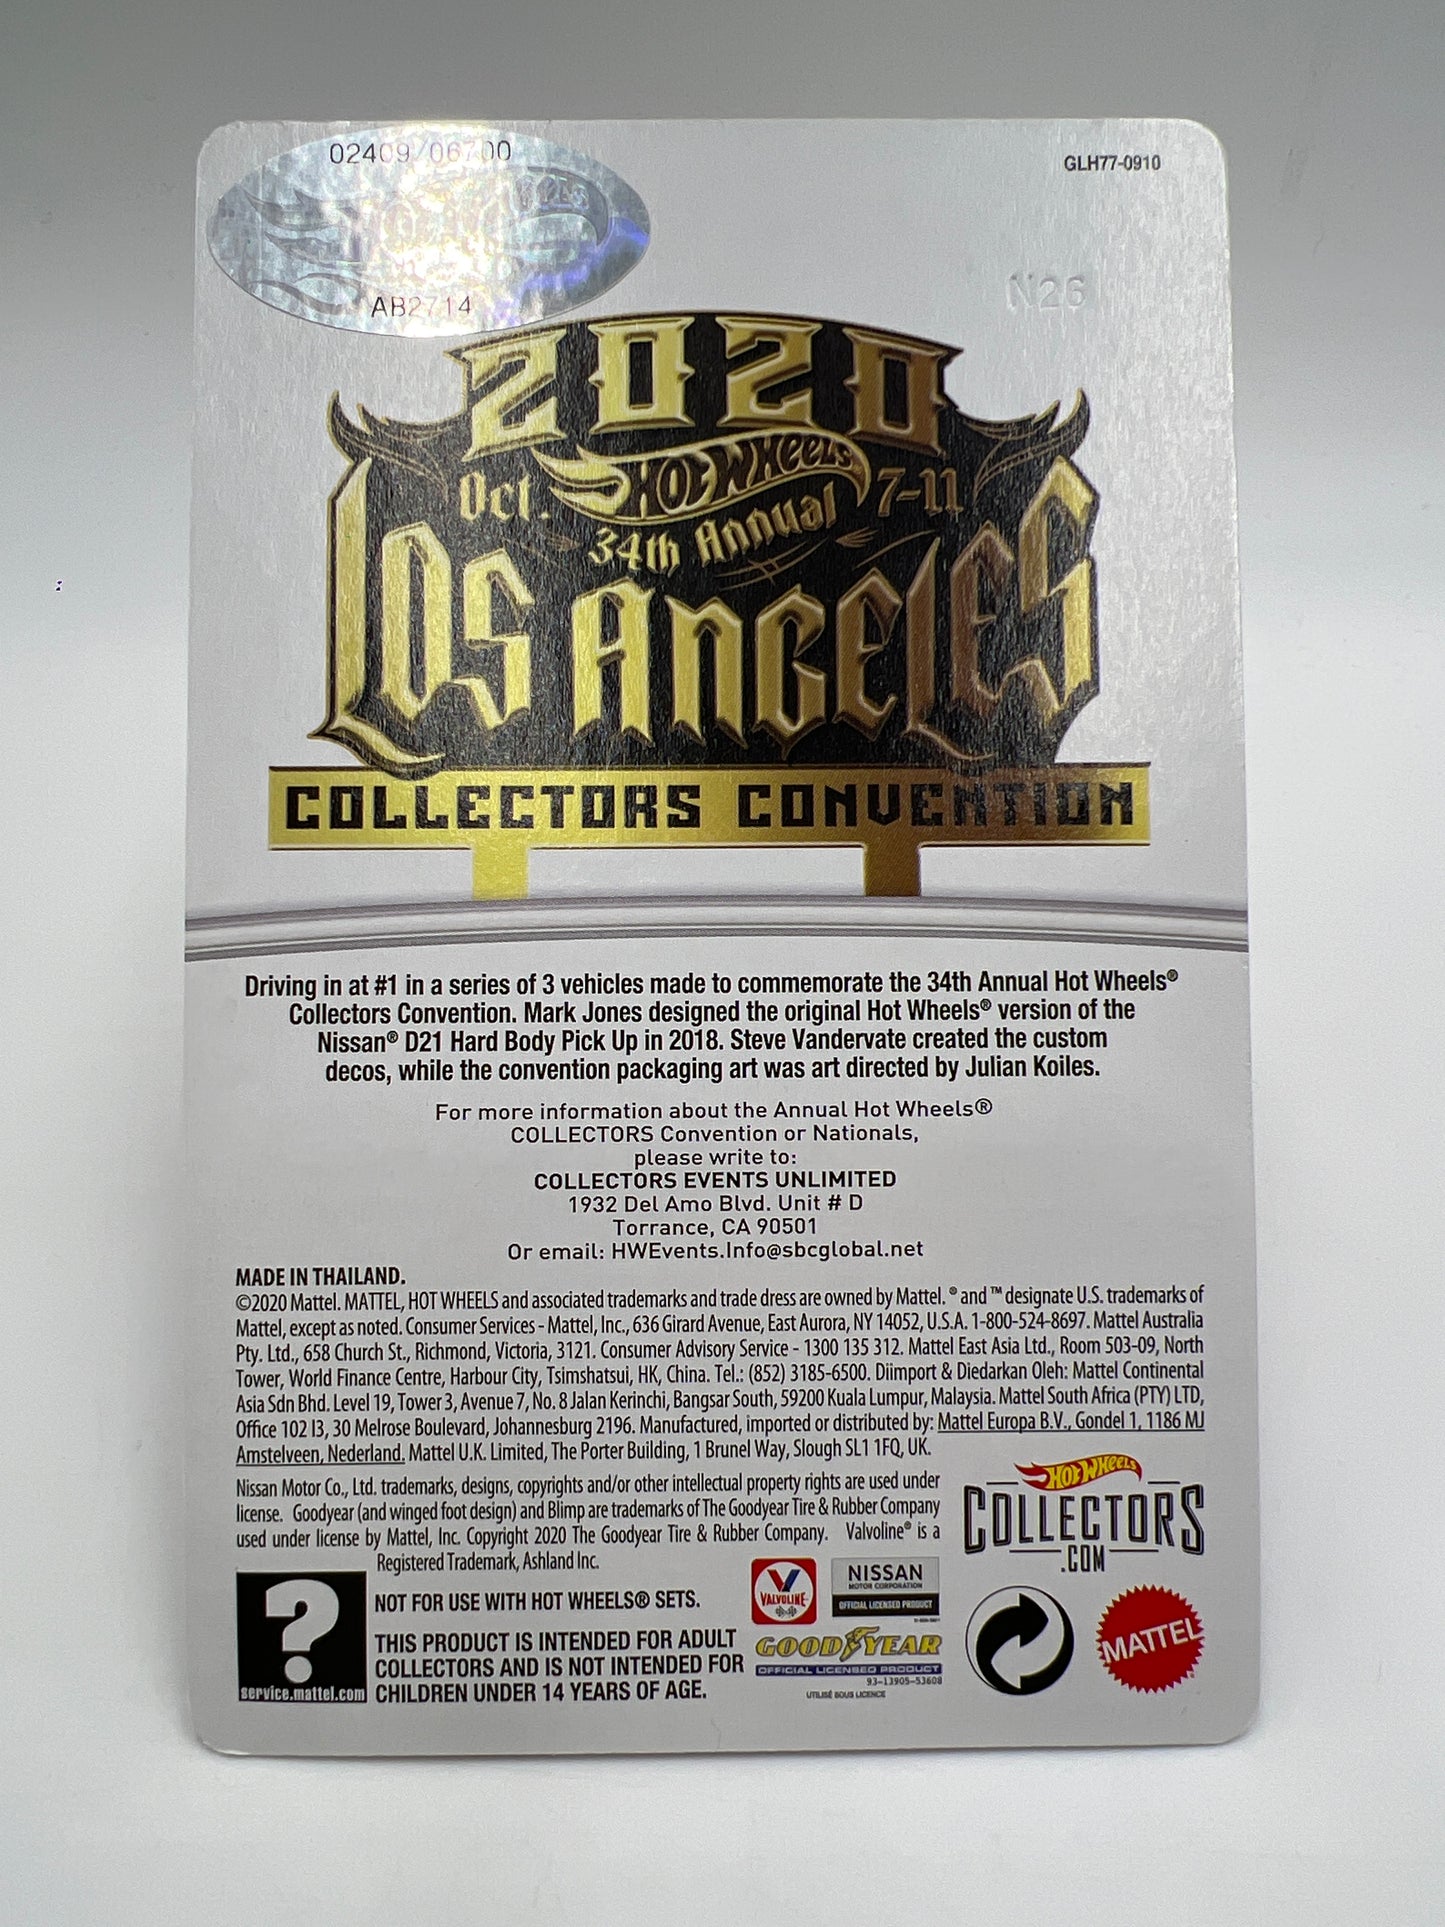 02409/06700
GLH77-0910
AB2714
N26
2020
Oct. HOT WHEELS 7-11
34th Annual
LOS ANGELES
COLLECTORS CONVENTION
Driving in at #1 in a series of 3 vehicles made to commemorate the 34th Annual Hot Wheels®
Collectors Convention. Mark Jones designed the original Hot Wheels® version of the
Nissan® D21 Hard Body Pick Up in 2018. Steve Vandervate created the custom
decos, while the convention packaging art was art directed by Julian Koiles.
For more information about the Annual Hot Wheels®
COLLECTORS Convention or Nationals,
please write to:
COLLECTORS EVENTS UNLIMITED
1932 Del Amo Blvd. Unit # D
Torrance, CA 90501
Or email: HWEvents.Info@sbcglobal.net
MADE IN THAILAND.
©2020 Mattel. MATTEL, HOT WHEELS and associated trademarks and trade dress are owned by Mattel. ® and ™ designate U.S. trademarks of
Mattel, except as noted. Consumer Services - Mattel, Inc., 636 Girard Avenue, East Aurora, NY 14052, U.S.A. 1-800-524-8697. Mattel Australia
Pty. Ltd., 658 Church St., Richmond, Victoria, 3121. Consumer Advisory Service - 1300 135 312. Mattel East Asia Ltd., Room 503-09, North
Tower, World Finance Centre, Harbour City, Tsimshatsui, HK, China. Tel.: (852) 3185-6500. Diimport & Diedarkan Oleh: Mattel Continental
Asia Sdn Bhd. Level 19, Tower 3, Avenue 7, No. 8 Jalan Kerinchi, Bangsar South, 59200 Kuala Lumpur, Malaysia. Mattel South Africa (PTY) LTD,
Office 102 I3, 30 Melrose Boulevard, Johannesburg 2196. Manufactured, imported or distributed by: Mattel Europa B.V., Gondel 1, 1186 MJ
Amstelveen, Nederland. Mattel U.K. Limited, The Porter Building, 1 Brunel Way, Slough SL1 1FQ, UK.
Nissan Motor Co., Ltd. trademarks, designs, copyrights and/or other intellectual property rights are used under
license. Goodyear (and winged foot design) and Blimp are trademarks of The Goodyear Tire & Rubber Company
used under license by Mattel, Inc. Copyright 2020 The Goodyear Tire & Rubber Company. Valvoline® is a
Registered Trademark, Ashland Inc.
HOT WHEELS
COLLECTORS
.COM
?
service.mattel.com
NOT FOR USE WITH HOT WHEELS® SETS.
THIS PRODUCT IS INTENDED FOR ADULT
COLLECTORS AND IS NOT INTENDED FOR
CHILDREN UNDER 14 YEARS OF AGE.
V
VALVOLINE
NISSAN
MOTOR CORPORATION
OFFICIAL LICENSED PRODUCT
GOODYEAR
OFFICIAL LICENSED PRODUCT
93-13905-53608
UTILISÉ SOUS LICENCE
MATTEL